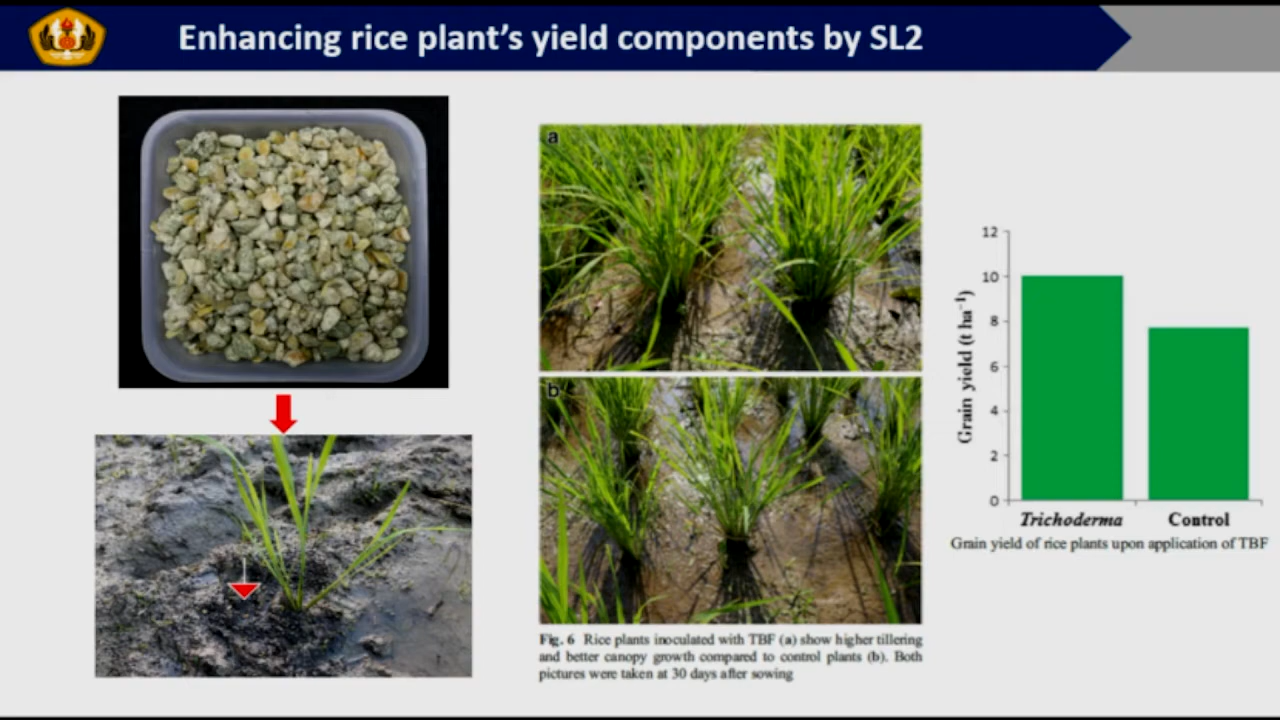 Enhancing rice plant's yield components by SL2
a
b
Fig. 6 Rice plants inoculated with TBF (a) show higher tillering
and better canopy growth compared to control plants (b). Both
pictures were taken at 30 days after sowing
Grain yield (t ha⁻¹)
12
10
8
6
4
2
0
Trichoderma Control
Grain yield of rice plants upon application of TBF